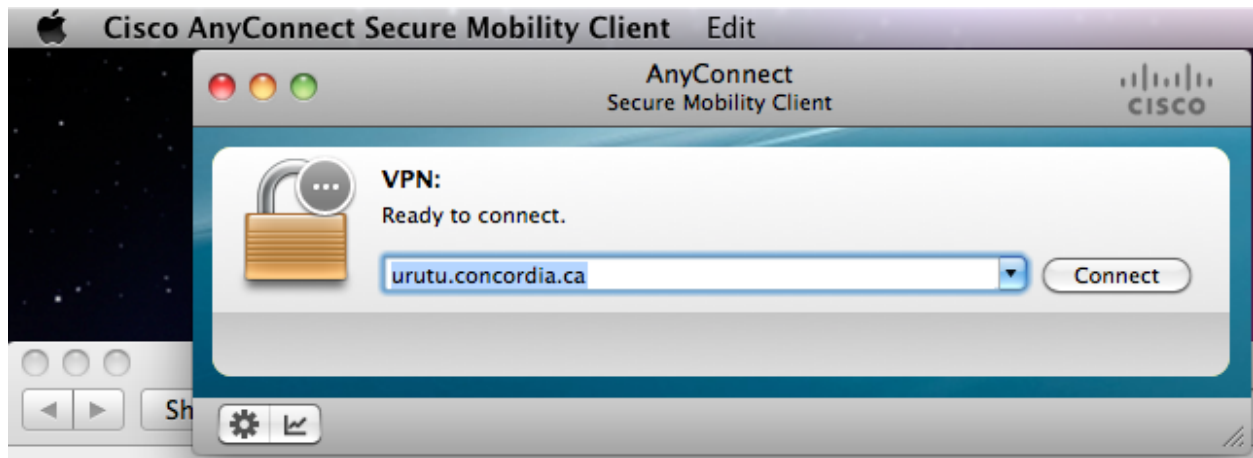 Cisco AnyConnect Secure Mobility Client Edit
AnyConnect
Secure Mobility Client
CISCO
VPN:
Ready to connect.
urutu.concordia.ca
Connect
Sh